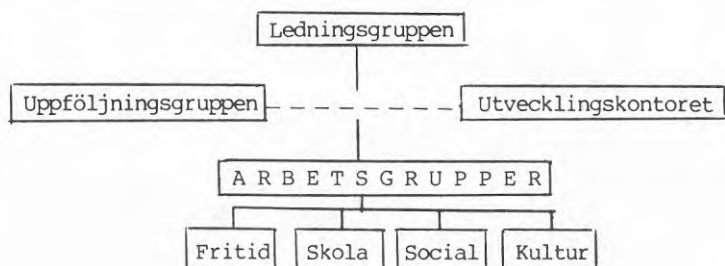 Ledningsgruppen
Uppföljningsgruppen Utvecklingskontoret
A R B E T S G R U P P E R
Fritid Skola Social Kultur